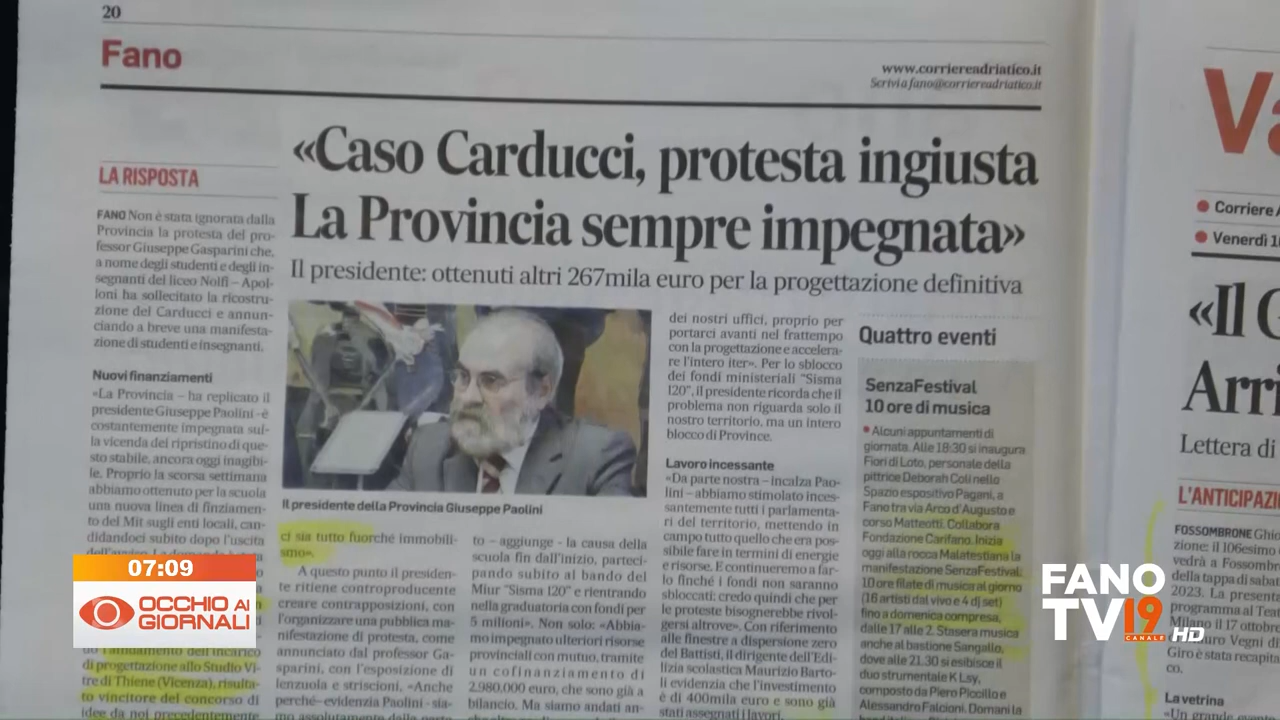 20
Fano
www.corriereadriatico.it
Scrivi a fano@corriereadriatico.it
«Caso Carducci, protesta ingiusta
La Provincia sempre impegnata»
Il presidente: ottenuti altri 267mila euro per la progettazione definitiva
LA RISPOSTA
FANO Non è stata ignorata dalla
Provincia la protesta del pro-
fessor Giuseppe Gasparini che,
a nome degli studenti e degli in-
segnanti del liceo Nolfi – Apol-
loni ha sollecitato la ricostru-
zione del Carducci e annun-
ciando a breve una manifesta-
zione di studenti e insegnanti.
Nuovi finanziamenti
«La Provincia – ha replicato il
presidente Giuseppe Paolini - è
costantemente impegnata sul-
la vicenda del ripristino di que-
sto stabile, ancora oggi inagibi-
le. Proprio la scorsa settimana
abbiamo ottenuto per la scuola
una nuova linea di finziamen-
to del Mit sugli enti locali, can-
didandoci subito dopo l'uscita
di progettazione allo Studio Vi-
tre di Thiene (Vicenza), risulta-
to vincitore del concorso di
idee da noi precedentemente
Il presidente della Provincia Giuseppe Paolini
ci sia tutto fuorché immobili-
smo».
A questo punto il presiden-
te ritiene controproducente
creare contrapposizioni, con
l'organizzare una pubblica ma-
nifestazione di protesta, come
annunciato dal professor Ga-
sparini, con l'esposizione di
lenzuola e striscioni. «Anche
perché – evidenzia Paolini - sia-
mo assolutamente dalla parte
to – aggiunge - la causa della
scuola fin dall'inizio, parteci-
pando subito al bando del
Miur "Sisma 120" e rientrando
nella graduatoria con fondi per
5 milioni». Non solo: «Abbia-
mo impegnato ulteriori risorse
provinciali con mutuo, tramite
un cofinanziamento di
2.980.000 euro, che sono già a
bilancio. Ma siamo andati an-
dei nostri uffici, proprio per
portarci avanti nel frattempo
con la progettazione e accelera-
re l'intero iter». Per lo sblocco
dei fondi ministeriali "Sisma
120", il presidente ricorda che il
problema non riguarda solo il
nostro territorio, ma un intero
blocco di Province.
Lavoro incessante
«Da parte nostra – incalza Pao-
lini – abbiamo stimolato inces-
santemente tutti i parlamenta-
ri del territorio, mettendo in
campo tutto quello che era pos-
sibile fare in termini di energie
e risorse. E continueremo a far-
lo finché i fondi non saranno
sbloccati: credo quindi che per
le proteste bisognerebbe rivol-
gersi altrove». Con riferimento
alle finestre a dispersione zero
del Battisti, il dirigente dell'Edi-
lizia scolastica Maurizio Barto-
li evidenzia che l'investimento
è di 400mila euro e sono già
stati assegnati i lavori.
Quattro eventi
SenzaFestival
10 ore di musica
• Alcuni appuntamenti di
giornata. Alle 18:30 si inaugura
Fiori di Loto, personale della
pittrice Deborah Coli nello
Spazio espositivo Pagani, a
Fano tra via Arco d'Augusto e
corso Matteotti. Collabora
Fondazione Carifano. Inizia
oggi alla rocca Malatestiana la
manifestazione SenzaFestival:
10 ore filate di musica al giorno
(16 artisti dal vivo e 4 dj set)
fino a domenica compresa,
dalle 17 alle 2. Stasera musica
anche al bastione Sangallo,
dove alle 21.30 si esibisce il
duo strumentale K Lsy,
composto da Piero Piccillo e
Alessandro Falcioni. Domani la
Va
• Corriere A
• Venerdì 1
«Il G
Arri
Lettera di
L'ANTICIPAZI
FOSSOMBRONE Ghio
zione: il 106esimo
vedrà a Fossomb
della tappa di saba
2023. La presenta
programma al Tea
Milano il 17 ottobr
Mauro Vegni di
Giro è stata recapita
co.
La vetrina
"Un grande
07:09
OCCHIO AI
GIORNALI
FANO
TV19
CANALE
HD